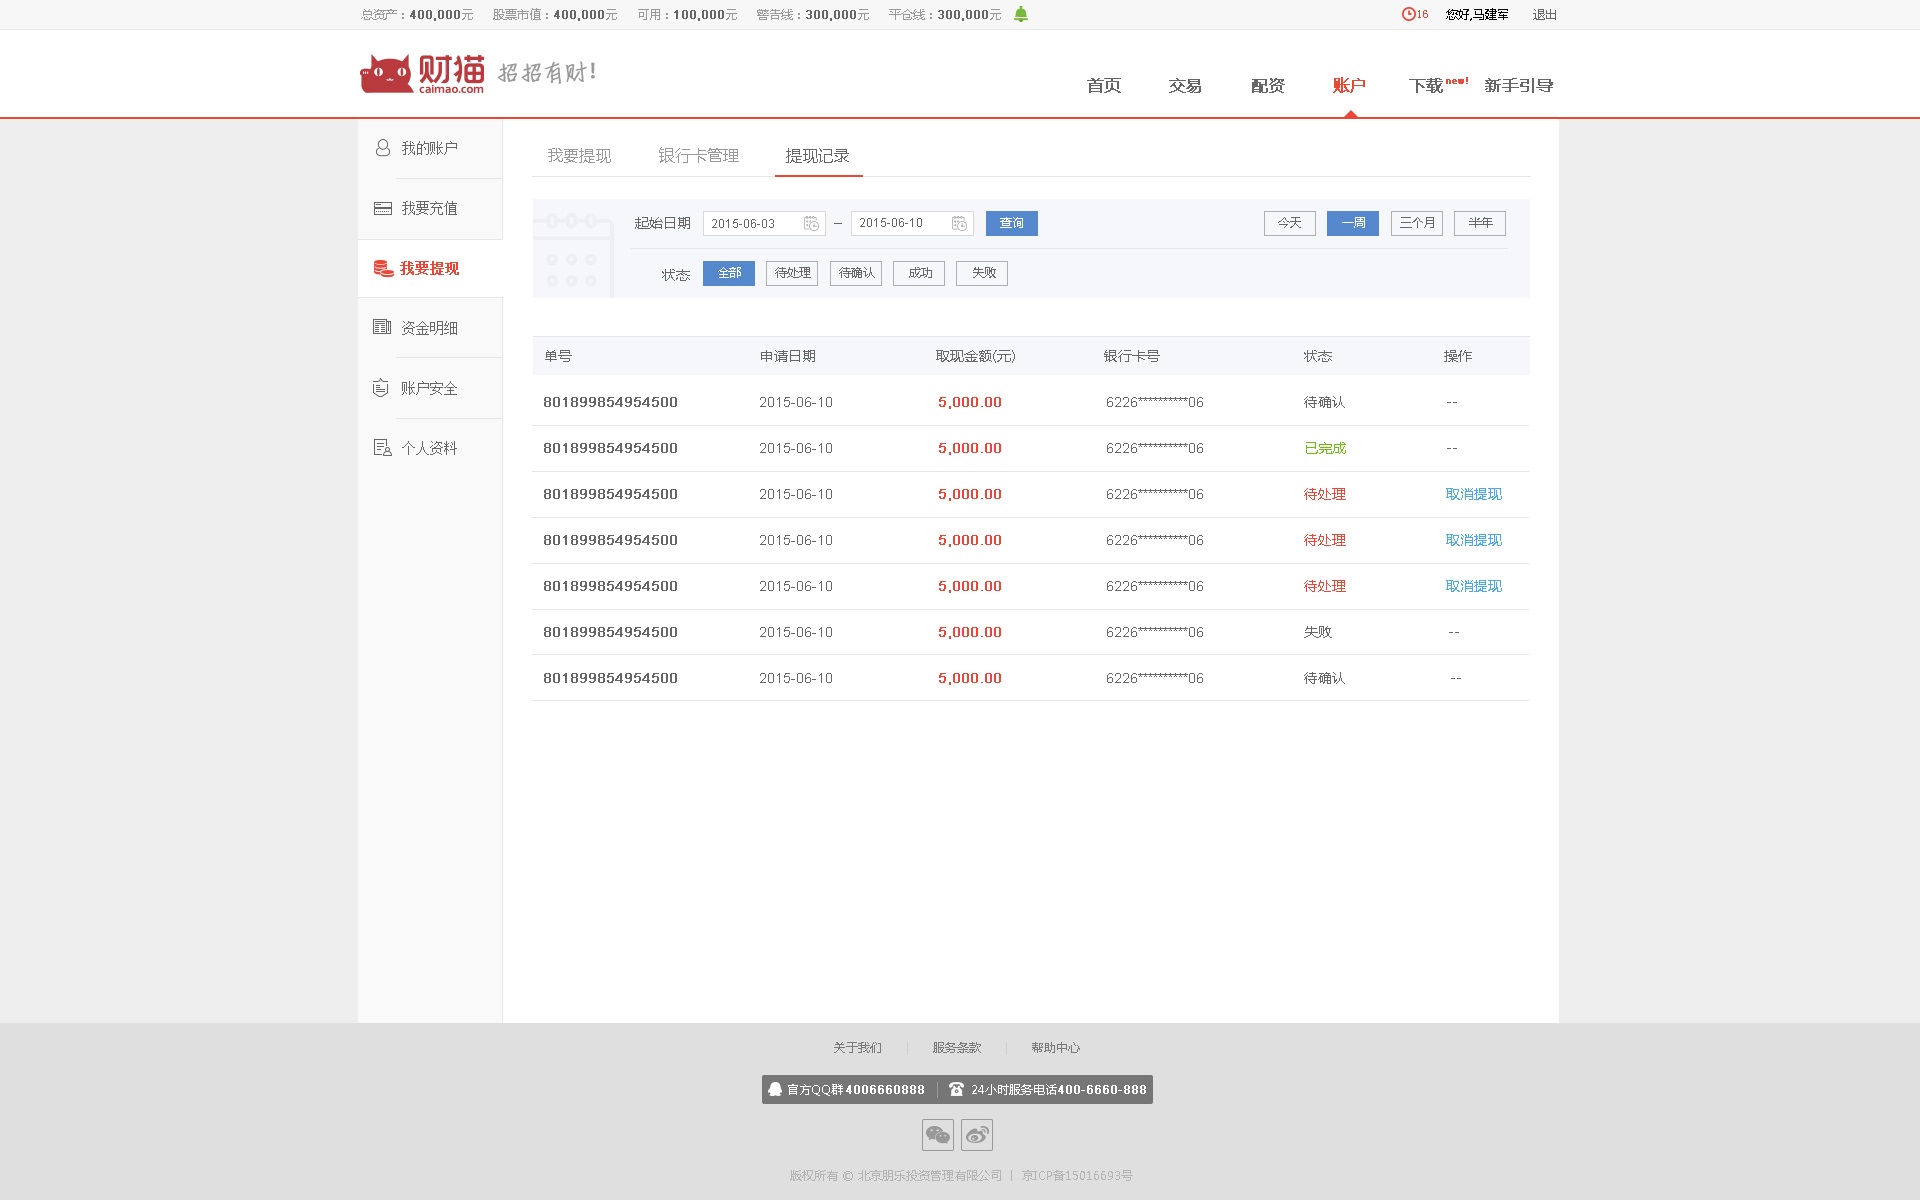 总资产：400,000元 股票市值：400,000元 可用：100,000元 警告线：300,000元 平仓线：300,000元 16 您好,马建军 退出
财猫 caimao.com 招招有财!
首页 交易 配资 账户 下载 new! 新手引导
我的账户
我要充值
我要提现
资金明细
账户安全
个人资料
我要提现 银行卡管理 提现记录
起始日期 2015-06-03 – 2015-06-10 查询 今天 一周 三个月 半年
状态 全部 待处理 待确认 成功 失败
单号 申请日期 取现金额(元) 银行卡号 状态 操作
801899854954500 2015-06-10 5,000.00 6226**********06 待确认 --
801899854954500 2015-06-10 5,000.00 6226**********06 已完成 --
801899854954500 2015-06-10 5,000.00 6226**********06 待处理 取消提现
801899854954500 2015-06-10 5,000.00 6226**********06 待处理 取消提现
801899854954500 2015-06-10 5,000.00 6226**********06 待处理 取消提现
801899854954500 2015-06-10 5,000.00 6226**********06 失败 --
801899854954500 2015-06-10 5,000.00 6226**********06 待确认 --
关于我们 | 服务条款 | 帮助中心
官方QQ群4006660888 | 24小时服务电话400-6660-888
版权所有 © 北京朋乐投资管理有限公司 | 京ICP备15016693号